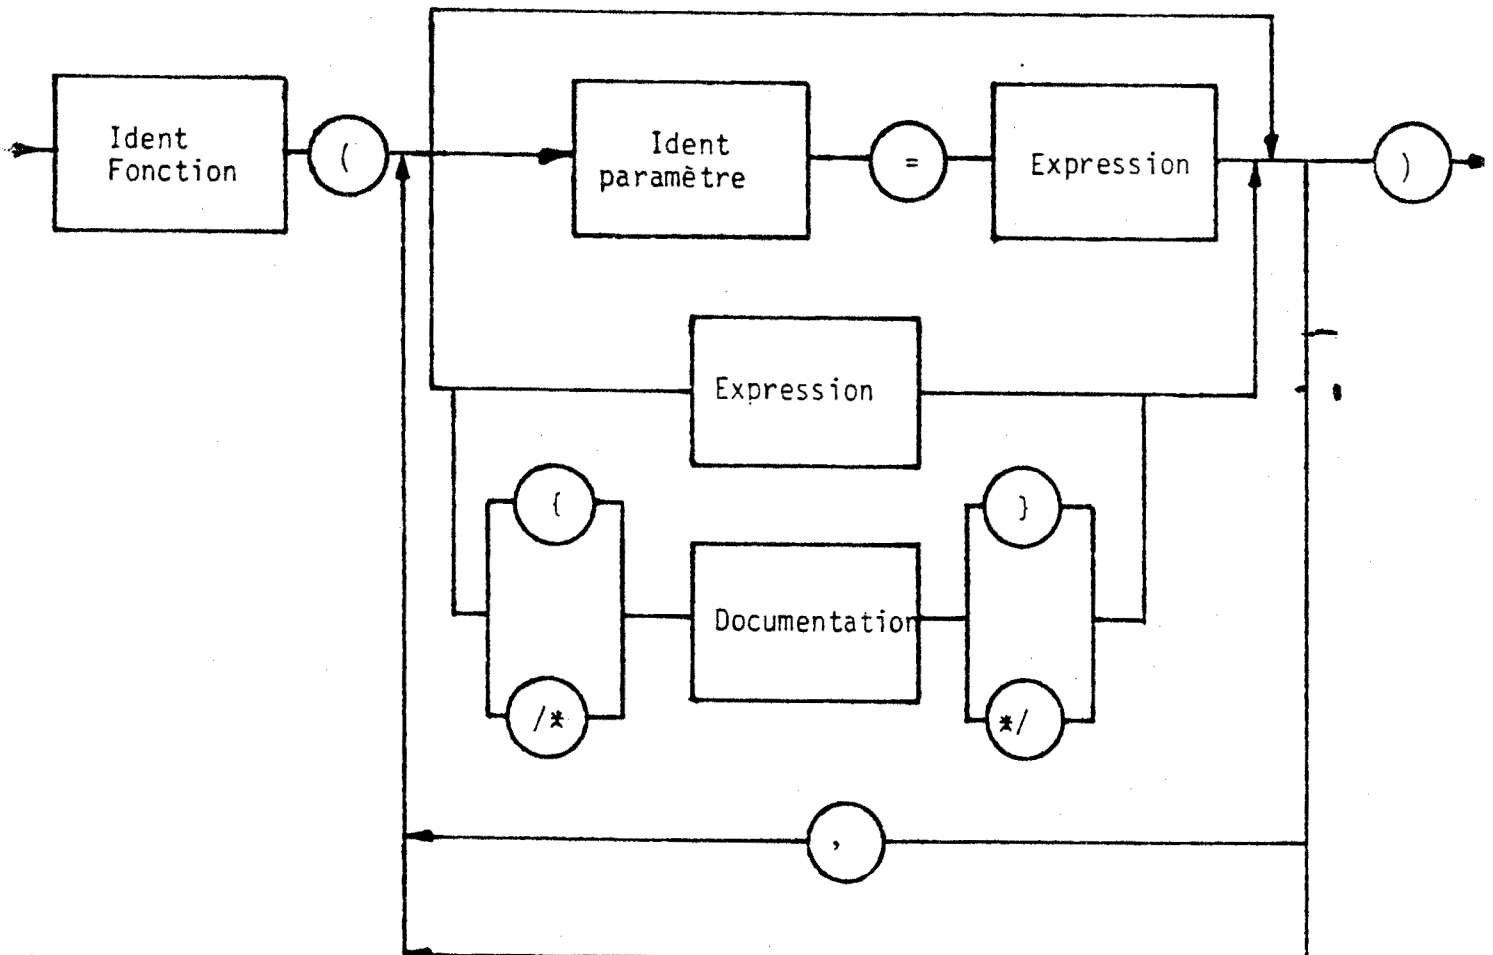 Ident
Fonction
(
Ident
paramètre
=
Expression
)
Expression
{
}
Documentation
/*
*/
,